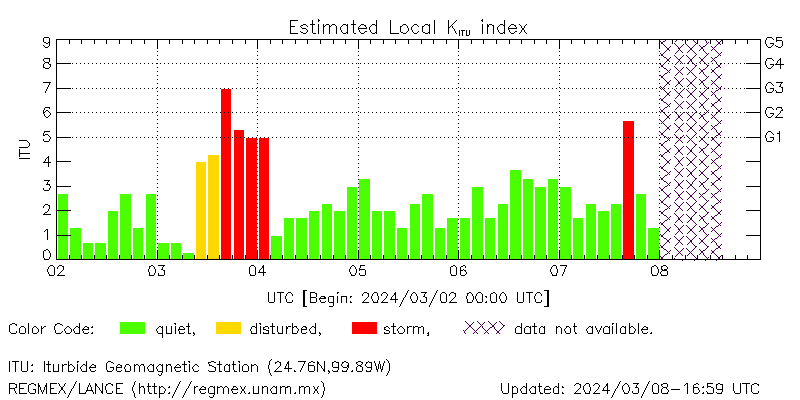 Estimated Local K_ITU index
9 G5
8 G4
7 G3
6 G2
5 G1
4
3
2
1
0
ITU
02 03 04 05 06 07 08
UTC [Begin: 2024/03/02 00:00 UTC]
Color Code: quiet, disturbed, storm, data not available.
ITU: Iturbide Geomagnetic Station (24.76N,99.89W)
REGMEX/LANCE (http://regmex.unam.mx) Updated: 2024/03/08-16:59 UTC